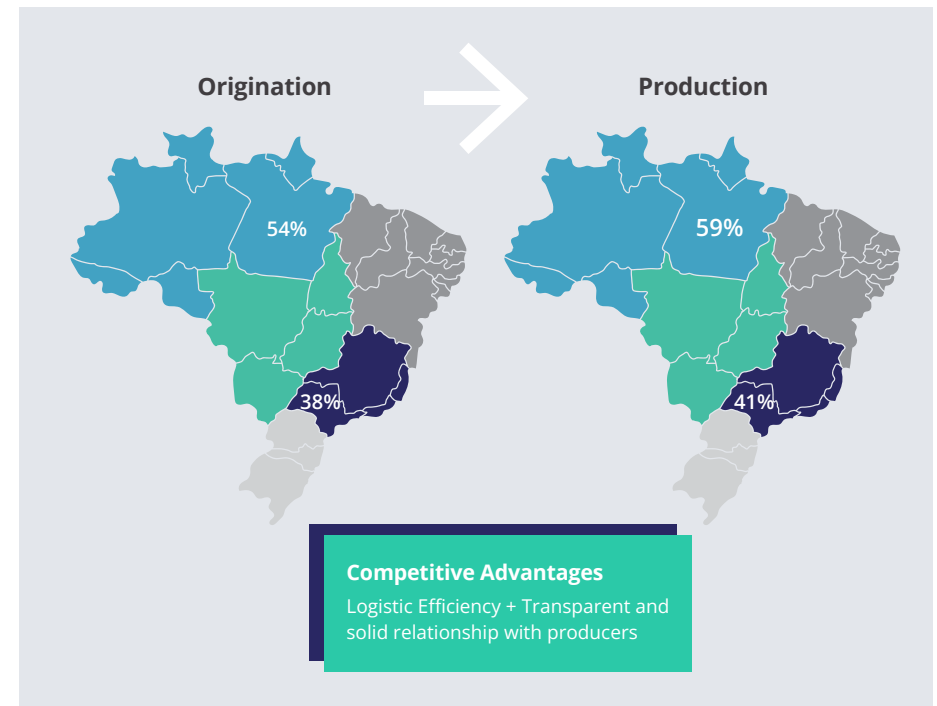 Origination
Production
54%
59%
38%
41%
Competitive Advantages
Logistic Efficiency + Transparent and
solid relationship with producers